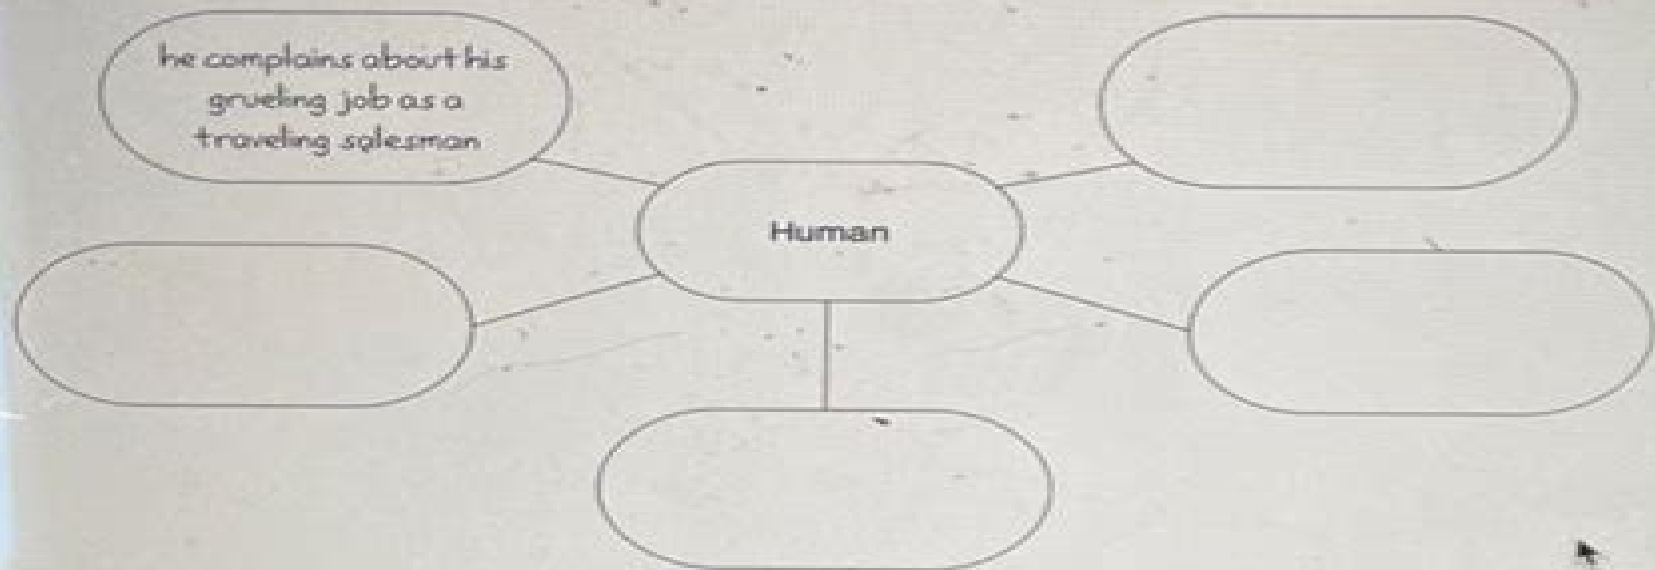 he complains about his
grueling job as a
traveling salesman
Human